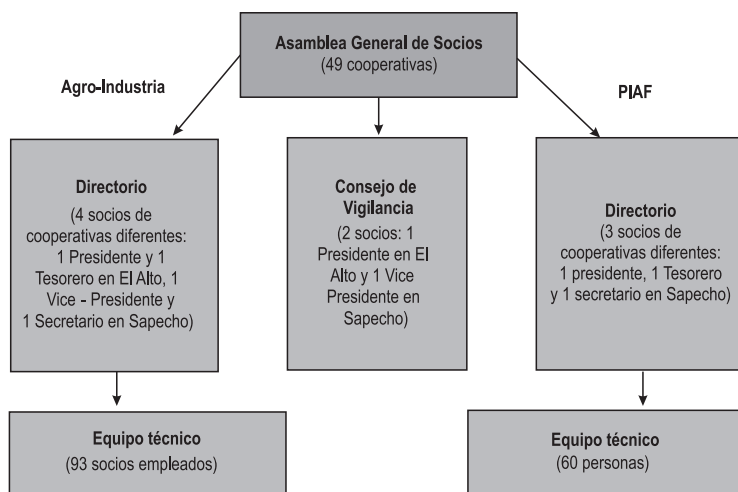 Asamblea General de Socios
(49 cooperativas)
Agro-Industria
PIAF
Directorio
(4 socios de
cooperativas diferentes:
1 Presidente y 1
Tesorero en El Alto, 1
Vice - Presidente y
1 Secretario en Sapecho)
Consejo de
Vigilancia
(2 socios: 1
Presidente en El
Alto y 1 Vice
Presidente en
Sapecho)
Directorio
(3 socios de
cooperativas diferentes:
1 presidente, 1 Tesorero
y 1 secretario en Sapecho)
Equipo técnico
(93 socios empleados)
Equipo técnico
(60 personas)